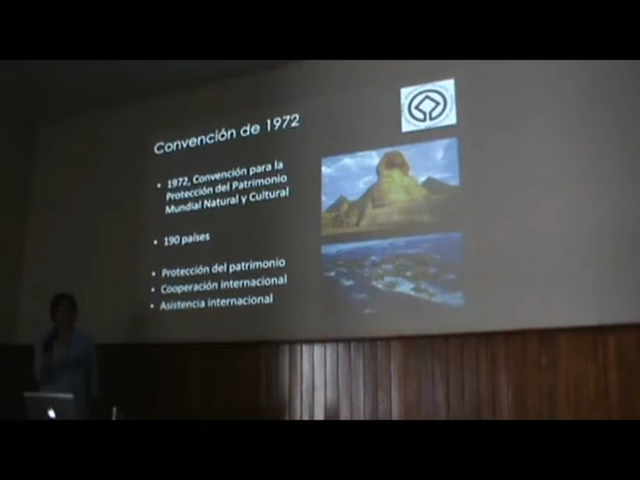 Convención de 1972
• 1972, Convención para la
Protección del Patrimonio
Mundial Natural y Cultural
• 190 países
• Protección del patrimonio
• Cooperación internacional
• Asistencia internacional